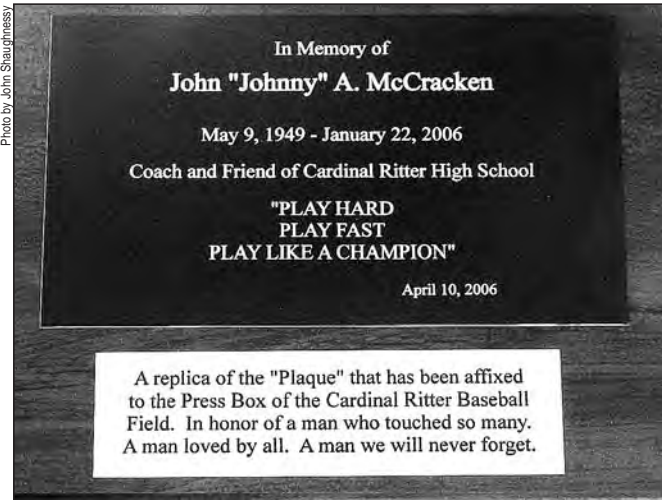 Photo by John Shaughnessy
In Memory of
John "Johnny" A. McCracken
May 9, 1949 - January 22, 2006
Coach and Friend of Cardinal Ritter High School
"PLAY HARD
PLAY FAST
PLAY LIKE A CHAMPION"
April 10, 2006
A replica of the "Plaque" that has been affixed
to the Press Box of the Cardinal Ritter Baseball
Field.  In honor of a man who touched so many.
A man loved by all.  A man we will never forget.